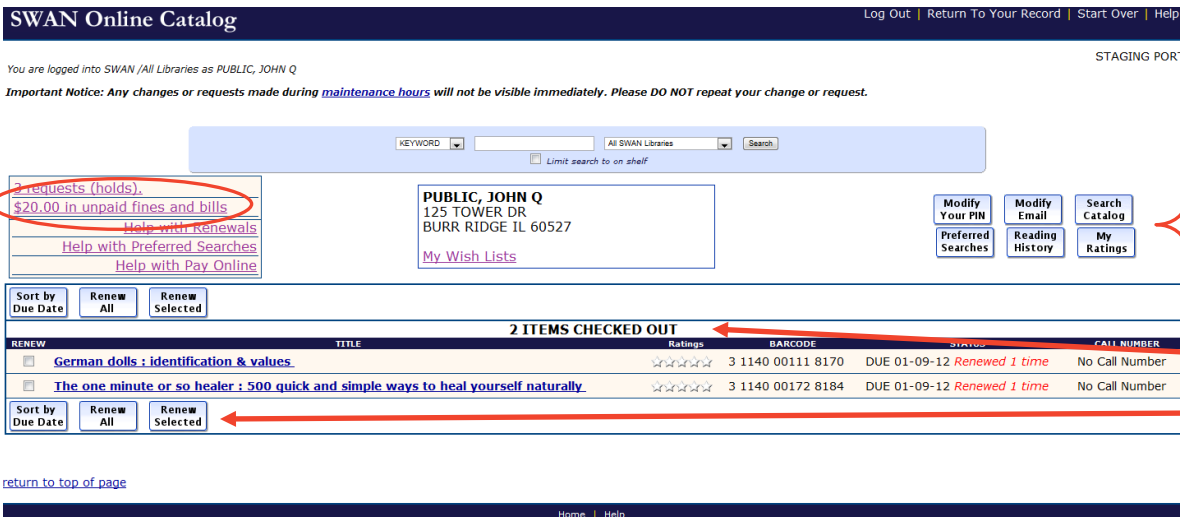 SWAN Online Catalog
Log Out | Return To Your Record | Start Over | Help
STAGING PORT
You are logged into SWAN /All Libraries as PUBLIC, JOHN Q
Important Notice: Any changes or requests made during maintenance hours will not be visible immediately. Please DO NOT repeat your change or request.
KEYWORD All SWAN Libraries Search
Limit search to on shelf
3 requests (holds).
$20.00 in unpaid fines and bills
Help with Renewals
Help with Preferred Searches
Help with Pay Online
PUBLIC, JOHN Q
125 TOWER DR
BURR RIDGE IL 60527
My Wish Lists
Modify Your PIN
Modify Email
Search Catalog
Preferred Searches
Reading History
My Ratings
Sort by Due Date
Renew All
Renew Selected
2 ITEMS CHECKED OUT
RENEW TITLE Ratings BARCODE STATUS CALL NUMBER
German dolls : identification & values 3 1140 00111 8170 DUE 01-09-12 Renewed 1 time No Call Number
The one minute or so healer : 500 quick and simple ways to heal yourself naturally 3 1140 00172 8184 DUE 01-09-12 Renewed 1 time No Call Number
Sort by Due Date
Renew All
Renew Selected
return to top of page
Home | Help